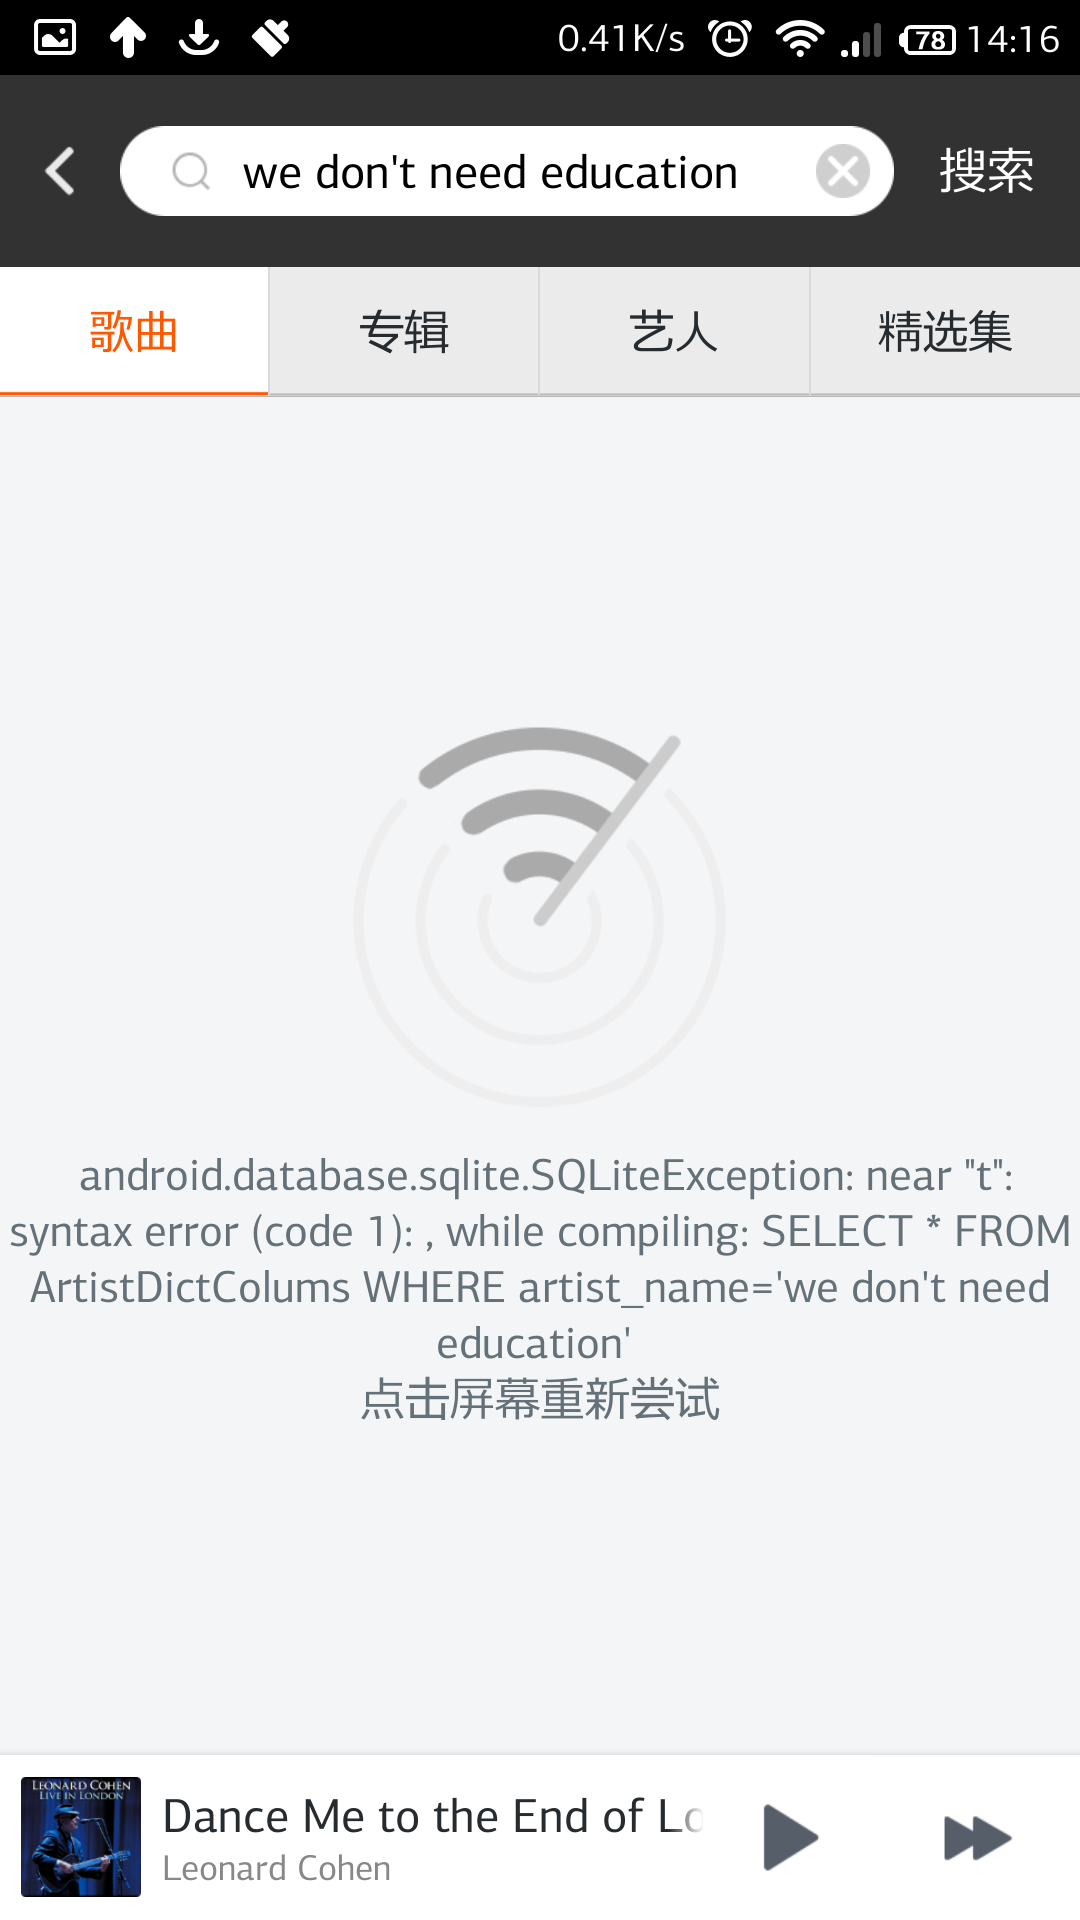 0.41K/s 78 14:16
we don't need education 搜索
歌曲 专辑 艺人 精选集
android.database.sqlite.SQLiteException: near "t":
syntax error (code 1): , while compiling: SELECT * FROM
ArtistDictColums WHERE artist_name='we don't need
education'
点击屏幕重新尝试
LEONARD COHEN
LIVE IN LONDON
Dance Me to the End of Lo
Leonard Cohen